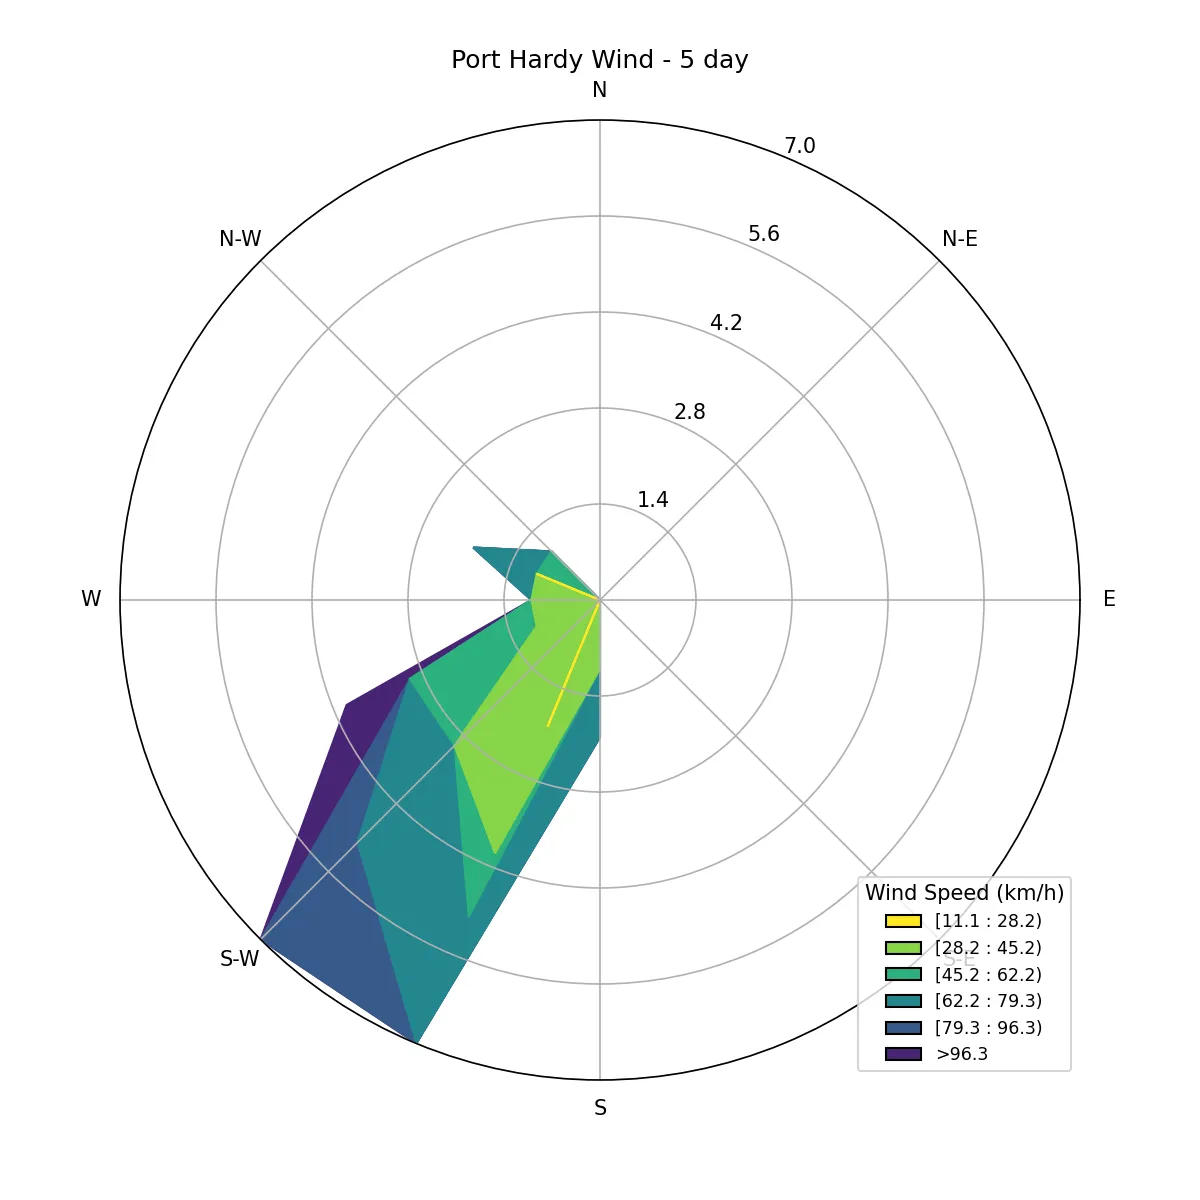 Port Hardy Wind - 5 day
N
7.0
5.6
N-W
N-E
4.2
2.8
1.4
W
E
Wind Speed (km/h)
[11.1 : 28.2)
[28.2 : 45.2)
S-W
S-E
[45.2 : 62.2)
[62.2 : 79.3)
[79.3 : 96.3)
>96.3
S